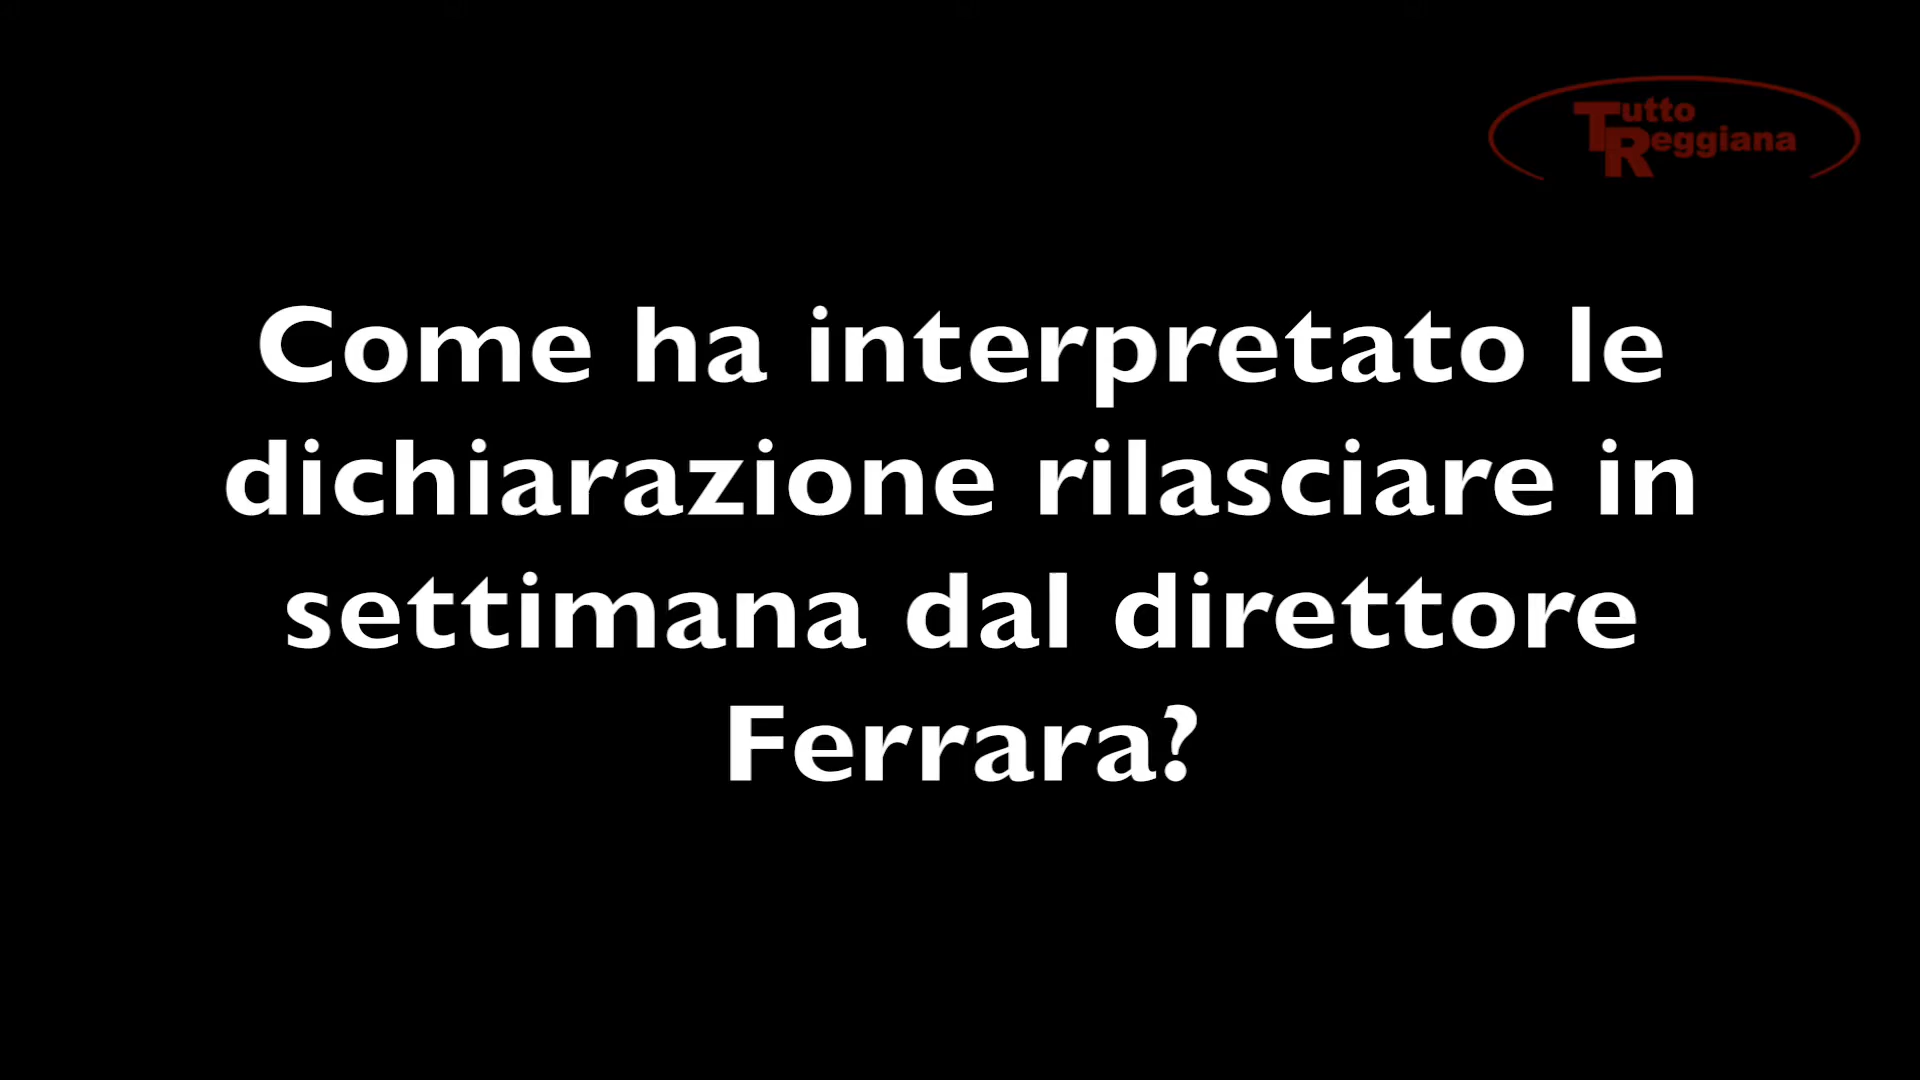 Tutto
Reggiana
Come ha interpretato le
dichiarazione rilasciare in
settimana dal direttore
Ferrara?